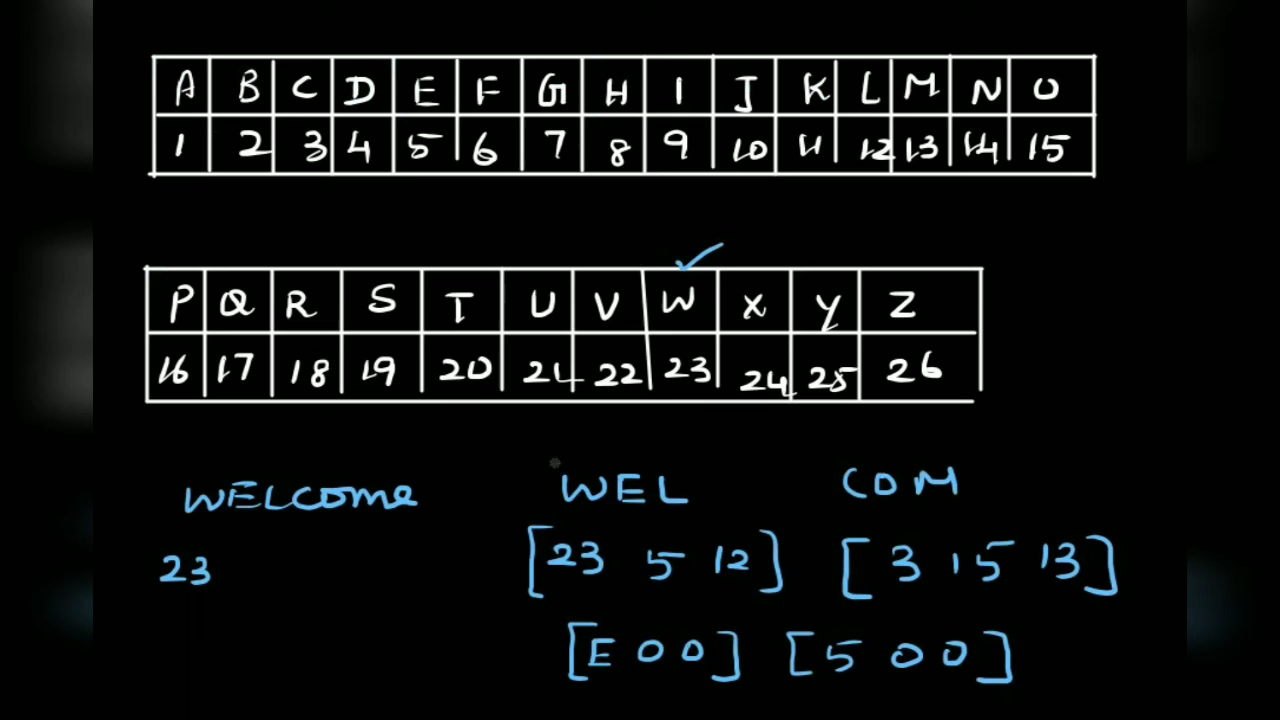 A B C D E F G H I J K L M N O
1 2 3 4 5 6 7 8 9 10 11 12 13 14 15
P Q R S T U V W X Y Z
16 17 18 19 20 21 22 23 24 25 26
WELCOME WEL COM
23 [23 5 12] [3 15 13]
[E 0 0] [5 0 0]